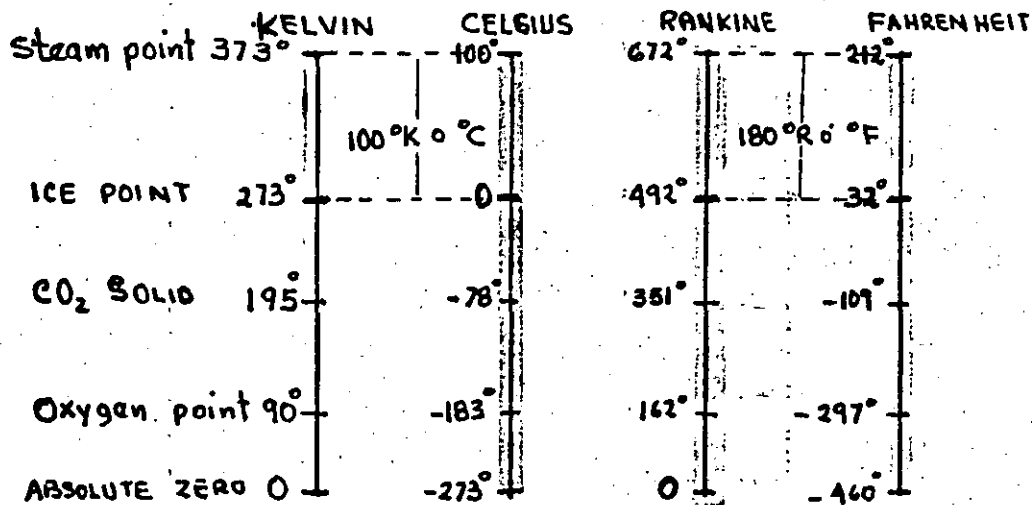 KELVIN CELSIUS RANKINE FAHRENHEIT
Steam point 373° 100° 672° 212°
100 °K o °C 180 °R ó °F
ICE POINT 273° 0 492° 32°
CO₂ SOLID 195° -78° 351° -109°
Oxygen point 90° -183° 162° -297°
ABSOLUTE ZERO 0 -273° 0 -460°